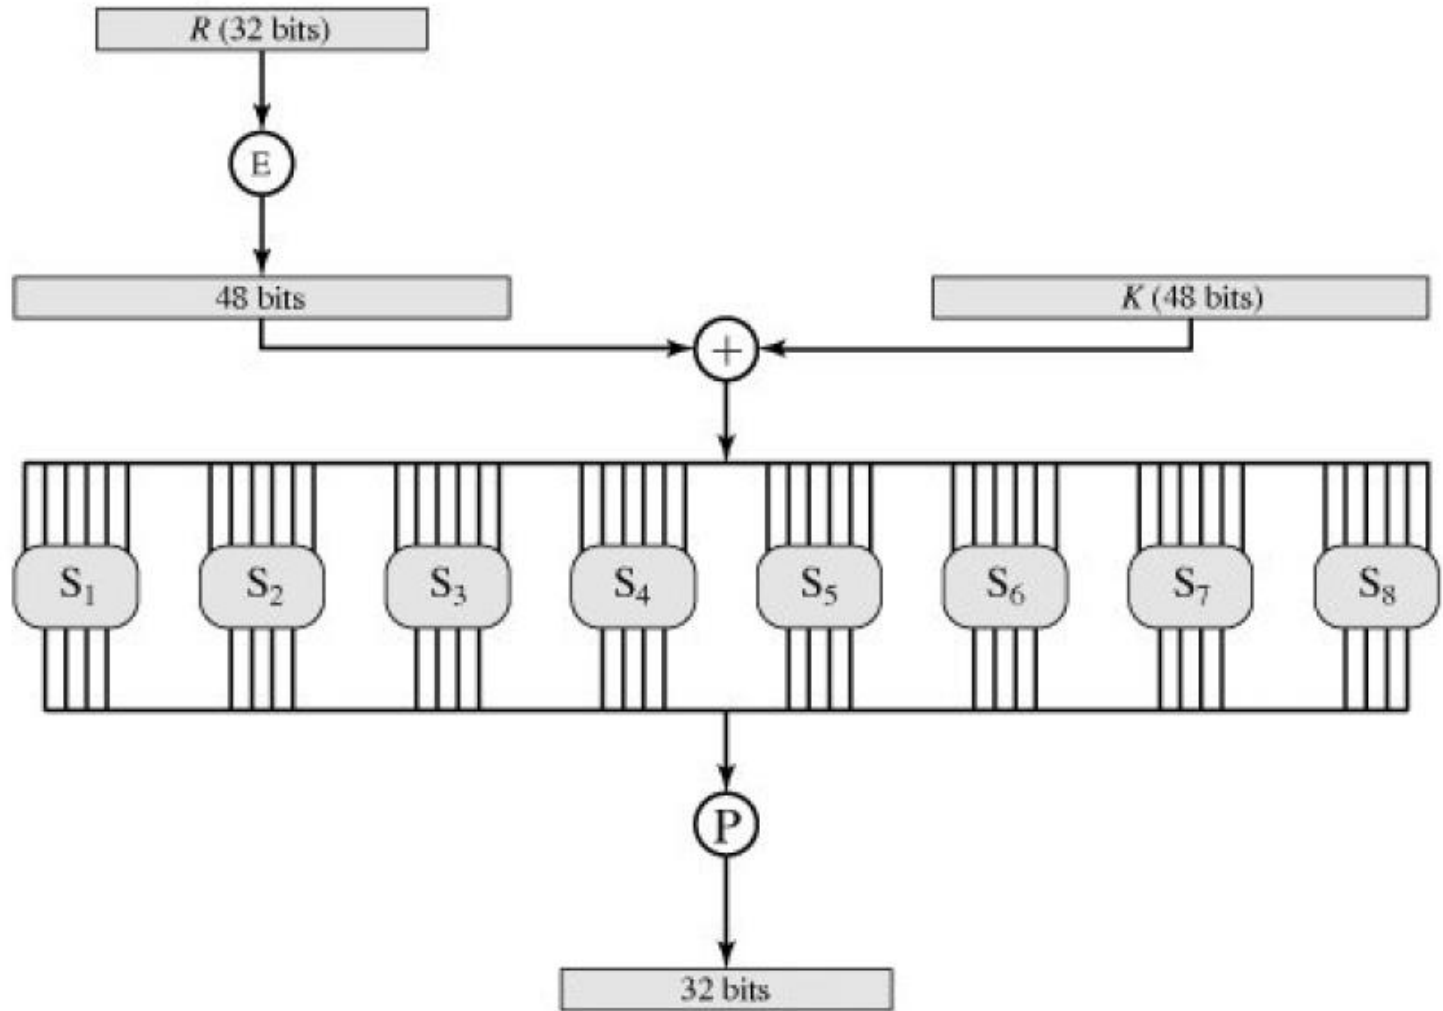 R (32 bits)
E
48 bits
K (48 bits)
+
S₁
S₂
S₃
S₄
S₅
S₆
S₇
S₈
P
32 bits